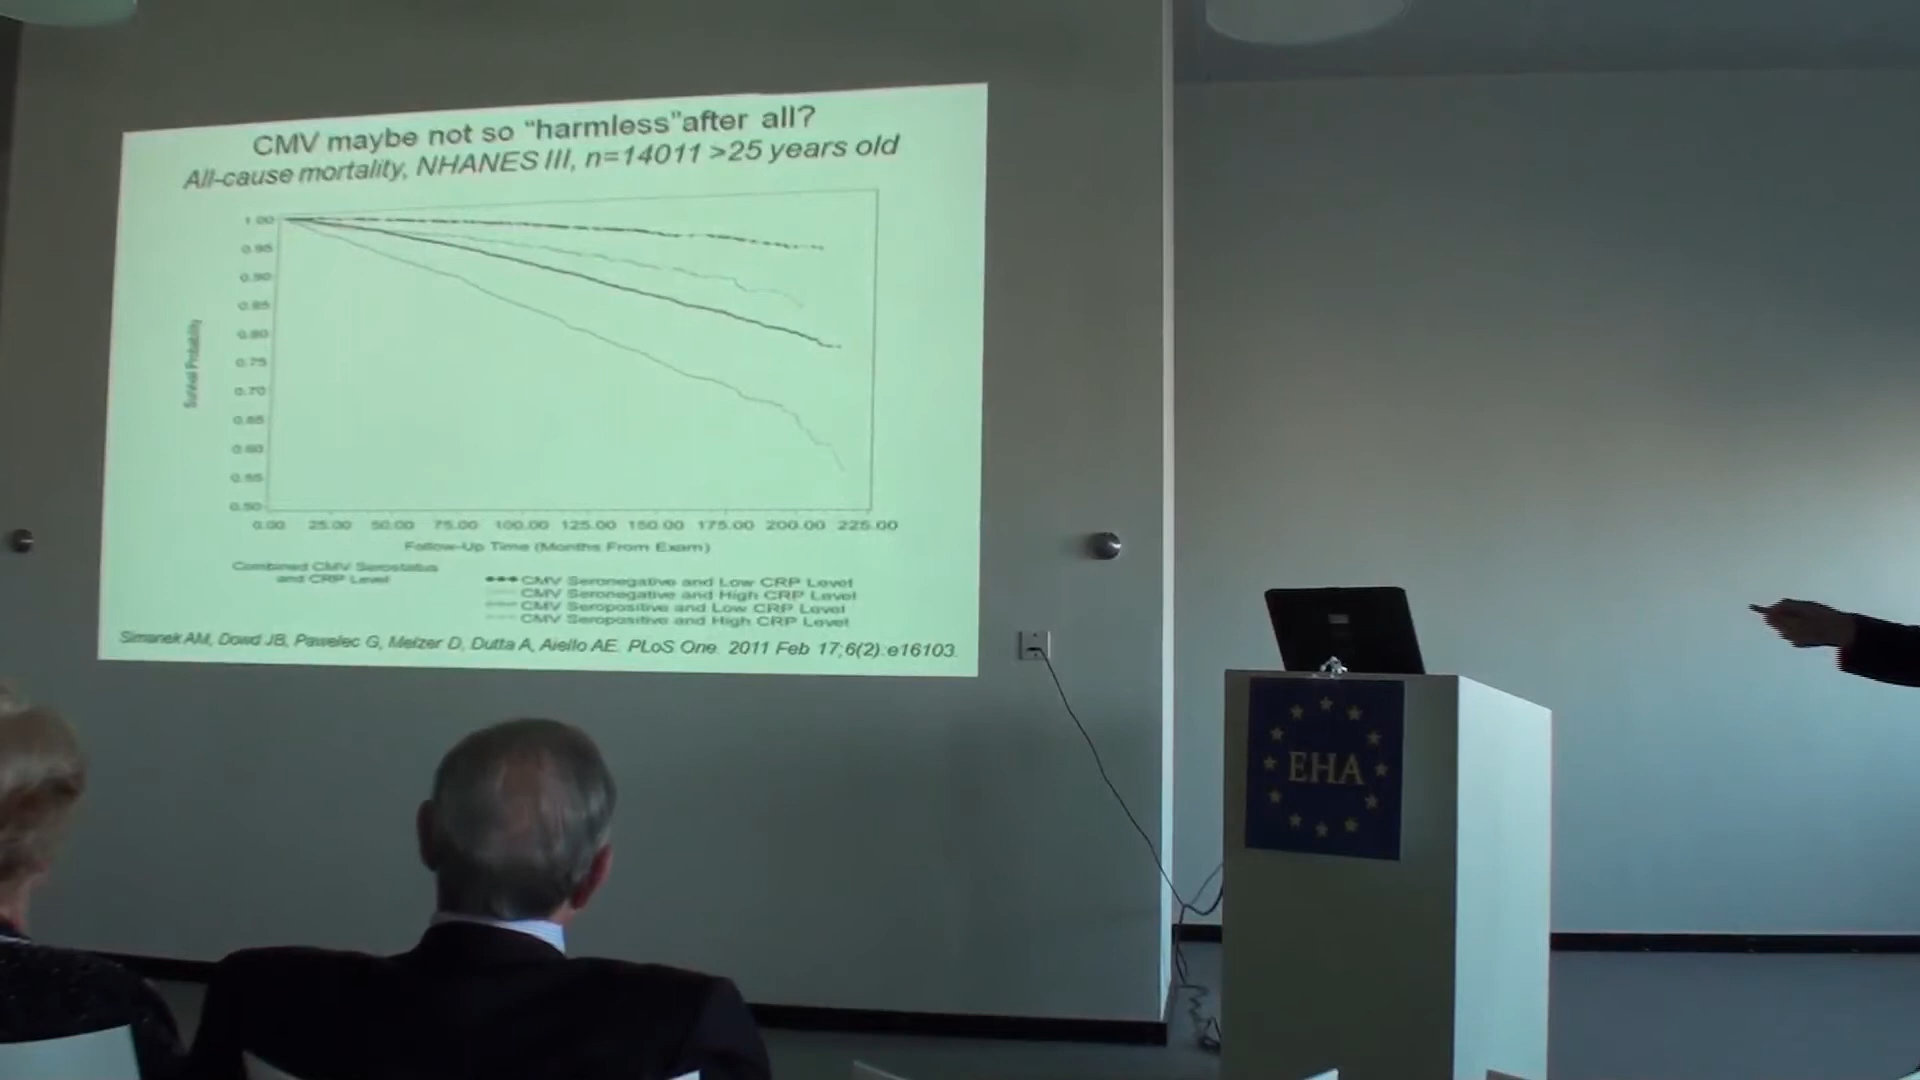 CMV maybe not so “harmless”after all?
All-cause mortality, NHANES III, n=14011 >25 years old
1.00
0.95
0.90
0.85
0.80
0.75
0.70
0.65
0.60
0.55
0.50
Survival Probability
0.00 25.00 50.00 75.00 100.00 125.00 150.00 175.00 200.00 225.00
Follow-Up Time (Months From Exam)
Combined CMV Serostatus
and CRP Level
CMV Seronegative and Low CRP Level
CMV Seronegative and High CRP Level
CMV Seropositive and Low CRP Level
CMV Seropositive and High CRP Level
Simanek AM, Dowd JB, Pawelec G, Melzer D, Dutta A, Aiello AE. PLoS One. 2011 Feb 17;6(2):e16103.
EHA